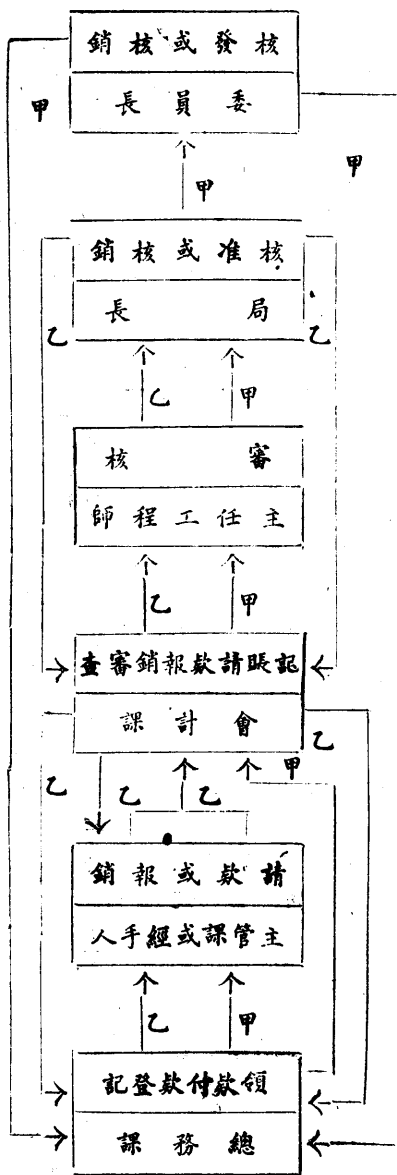 核發或核銷
委員長
甲
甲
甲
核准或核銷
局長
乙
乙
甲
乙
審核
主任工程師
甲
乙
記賬請款報銷審查
會計課
乙
甲
乙
乙
乙
請款或報銷
主管課或經手人
甲
乙
領款付款登記
總務課